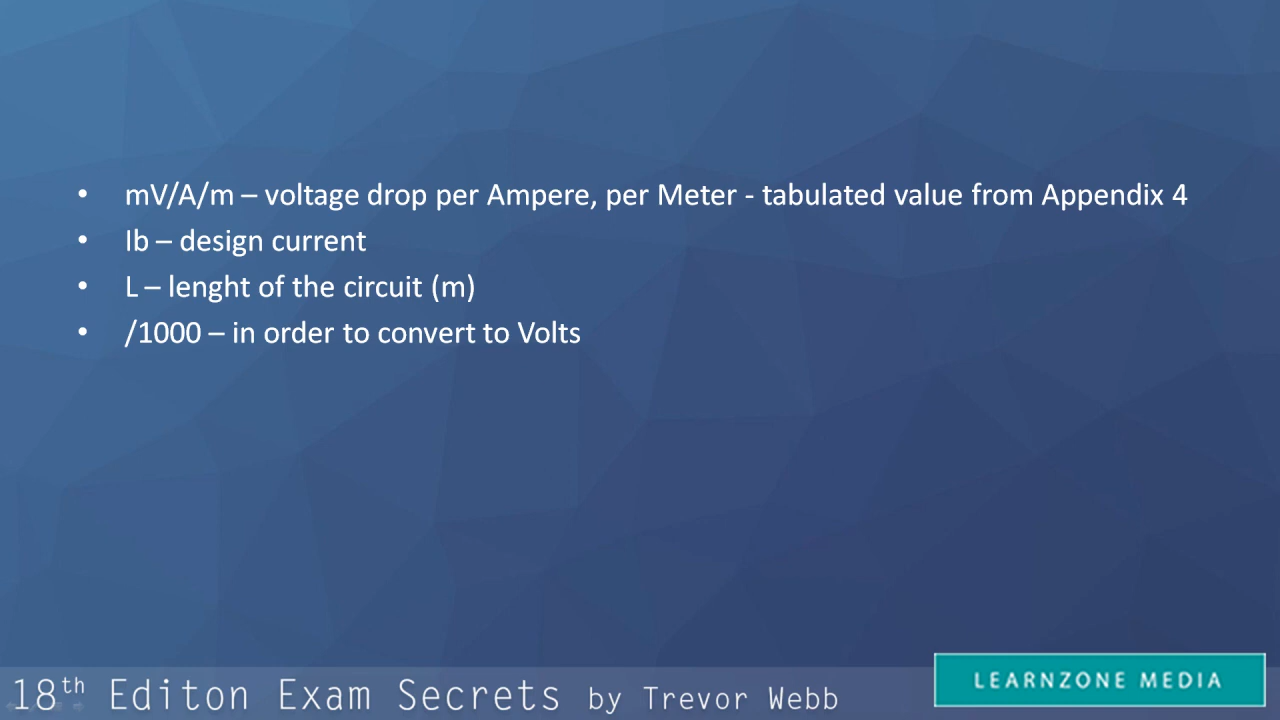 • mV/A/m – voltage drop per Ampere, per Meter - tabulated value from Appendix 4
• Ib – design current
• L – lenght of the circuit (m)
• /1000 – in order to convert to Volts
18th Editon Exam Secrets by Trevor Webb
LEARNZONE MEDIA